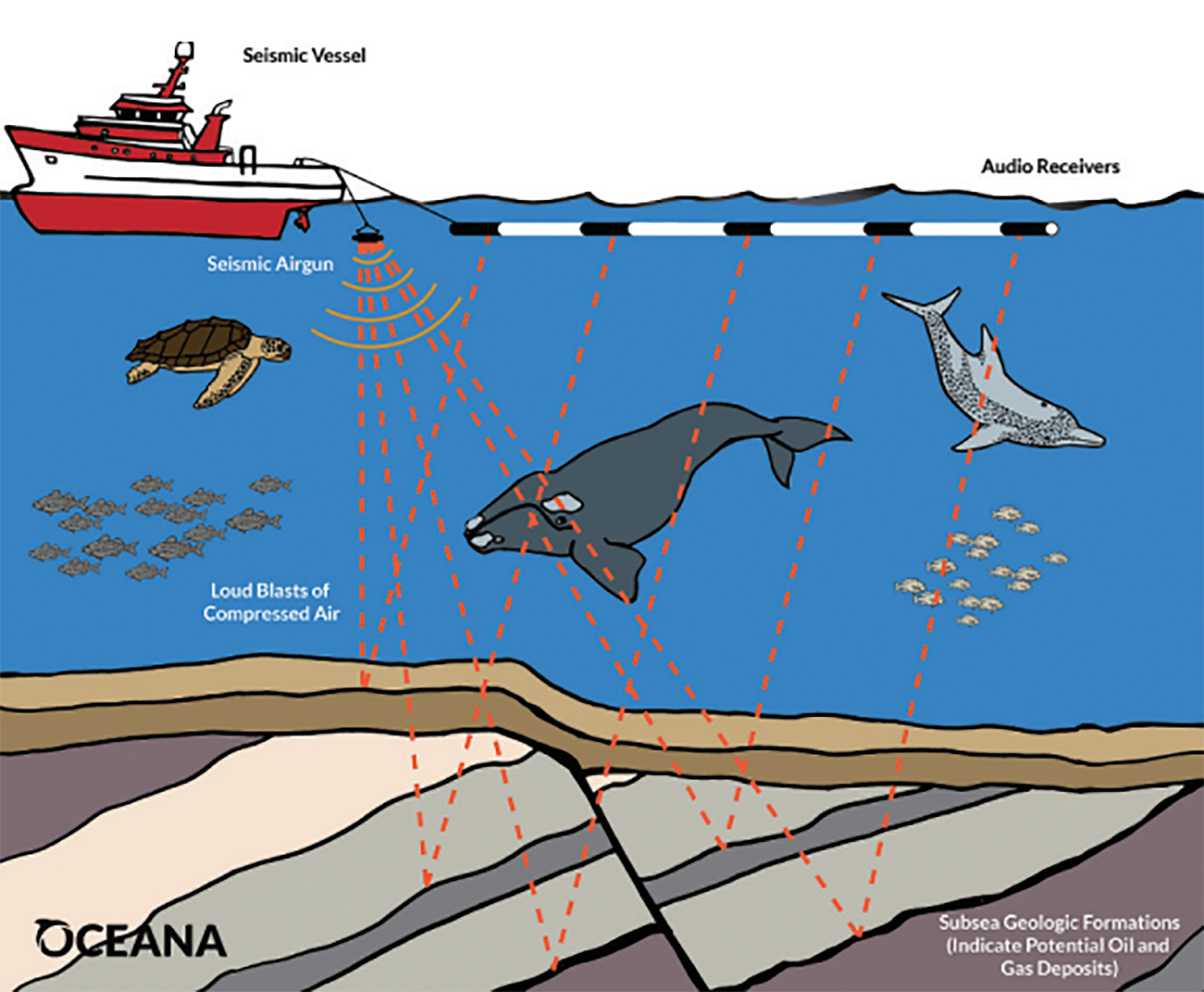 Seismic Vessel
Audio Receivers
Seismic Airgun
Loud Blasts of
Compressed Air
OCEANA
Subsea Geologic Formations
(Indicate Potential Oil and
Gas Deposits)